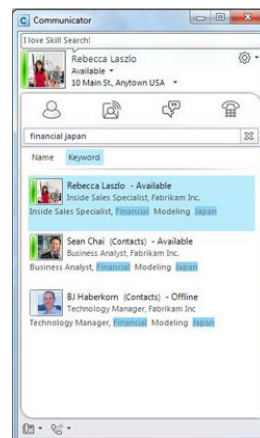 Communicator
I love Skill Search!
Rebecca Laszlo
Available
10 Main St., Anytown USA
financial japan
Name Keyword
Rebecca Laszlo - Available
Inside Sales Specialist, Fabrikam Inc.
Inside Sales Specialist, Financial Modeling Japan
Sean Chai (Contacts) - Available
Business Analyst, Fabrikam Inc.
Business Analyst, Financial Modeling Japan
BJ Haberkorn (Contacts) - Offline
Technology Manager, Fabrikam Inc
Technology Manager, Financial Modeling Japan